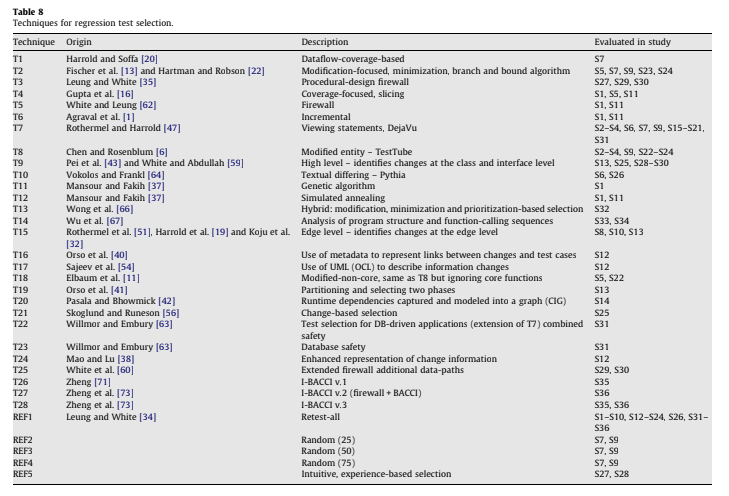 Table 8
Techniques for regression test selection.
Technique Origin Description Evaluated in study
T1 Harrold and Soffa [20] Dataflow-coverage-based S7
T2 Fischer et al. [13] and Hartman and Robson [22] Modification-focused, minimization, branch and bound algorithm S5, S7, S9, S23, S24
T3 Leung and White [35] Procedural-design firewall S27, S29, S30
T4 Gupta et al. [16] Coverage-focused, slicing S1, S5, S11
T5 White and Leung [62] Firewall S1, S11
T6 Agraval et al. [1] Incremental S1, S11
T7 Rothermel and Harrold [47] Viewing statements, DejaVu S2–S4, S6, S7, S9, S15–S21,
S31
T8 Chen and Rosenblum [6] Modified entity – TestTube S2–S4, S9, S22–S24
T9 Pei et al. [43] and White and Abdullah [59] High level – identifies changes at the class and interface level S13, S25, S28–S30
T10 Vokolos and Frankl [64] Textual differing – Pythia S6, S26
T11 Mansour and Fakih [37] Genetic algorithm S1
T12 Mansour and Fakih [37] Simulated annealing S1, S11
T13 Wong et al. [66] Hybrid: modification, minimization and prioritization-based selection S32
T14 Wu et al. [67] Analysis of program structure and function-calling sequences S33, S34
T15 Rothermel et al. [51], Harrold et al. [19] and Koju et al. Edge level – identifies changes at the edge level S8, S10, S13
[32]
T16 Orso et al. [40] Use of metadata to represent links between changes and test cases S12
T17 Sajeev et al. [54] Use of UML (OCL) to describe information changes S12
T18 Elbaum et al. [11] Modified-non-core, same as T8 but ignoring core functions S5, S22
T19 Orso et al. [41] Partitioning and selecting two phases S13
T20 Pasala and Bhowmick [42] Runtime dependencies captured and modeled into a graph (CIG) S14
T21 Skoglund and Runeson [56] Change-based selection S25
T22 Willmor and Embury [63] Test selection for DB-driven applications (extension of T7) combined S31
safety
T23 Willmor and Embury [63] Database safety S31
T24 Mao and Lu [38] Enhanced representation of change information S12
T25 White et al. [60] Extended firewall additional data-paths S29, S30
T26 Zheng [71] I-BACCI v.1 S35
T27 Zheng et al. [73] I-BACCI v.2 (firewall + BACCI) S36
T28 Zheng et al. [73] I-BACCI v.3 S35, S36
REF1 Leung and White [34] Retest-all S1–S10, S12–S24, S26, S31–
S36
REF2 Random (25) S7, S9
REF3 Random (50) S7, S9
REF4 Random (75) S7, S9
REF5 Intuitive, experience-based selection S27, S28